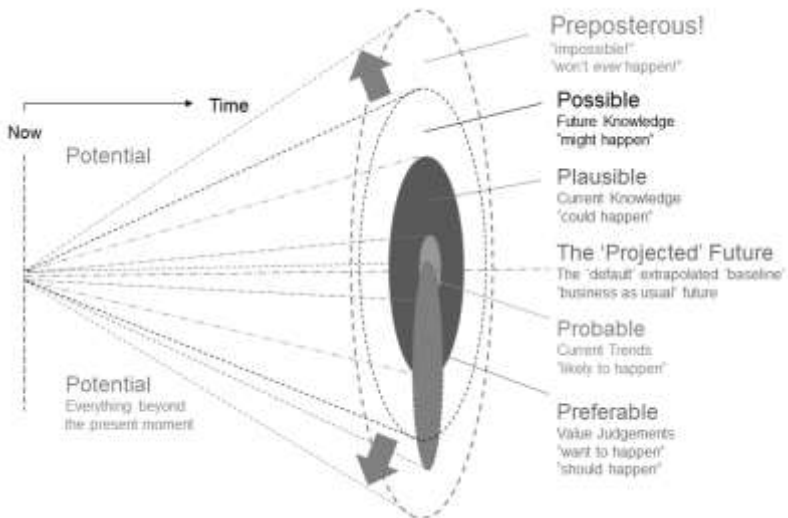 Time
Now
Potential
Potential
Everything beyond
the present moment
Preposterous!
"impossible!"
"won't ever happen!"
Possible
Future Knowledge
"might happen"
Plausible
Current Knowledge
"could happen"
The 'Projected' Future
The 'default' extrapolated 'baseline'
'business as usual' future
Probable
Current Trends
"likely to happen"
Preferable
Value Judgements
"want to happen"
"should happen"